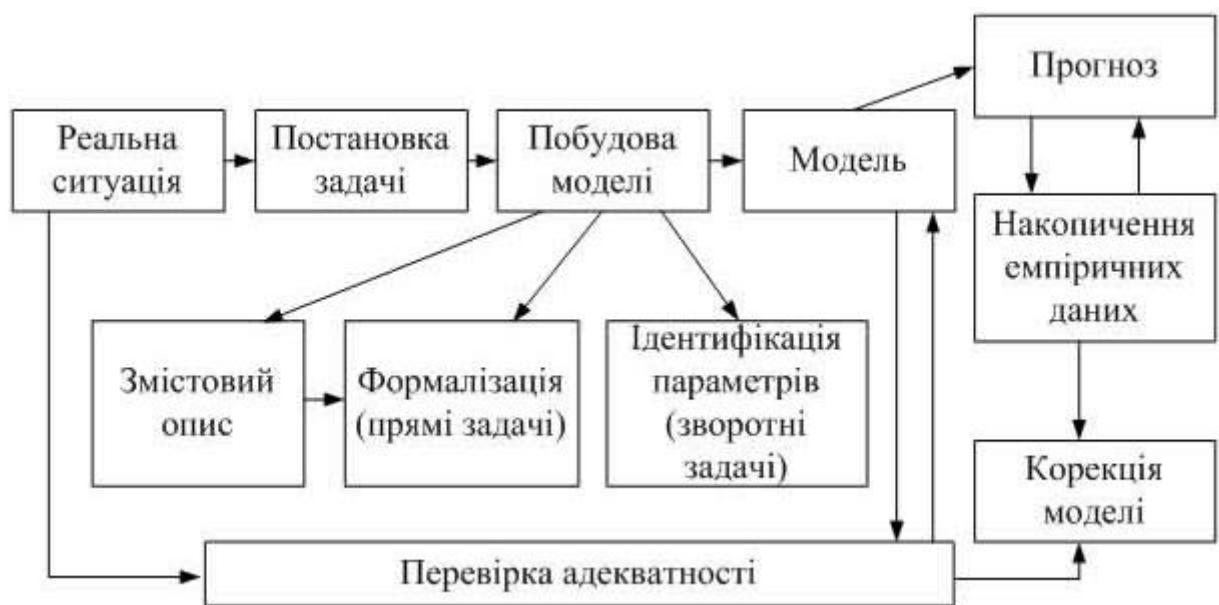 Прогноз
Реальна
ситуація
Постановка
задачі
Побудова
моделі
Модель
Накопичення
емпіричних
даних
Змістовий
опис
Формалізація
(прямі задачі)
Ідентифікація
параметрів
(зворотні
задачі)
Корекція
моделі
Перевірка адекватності